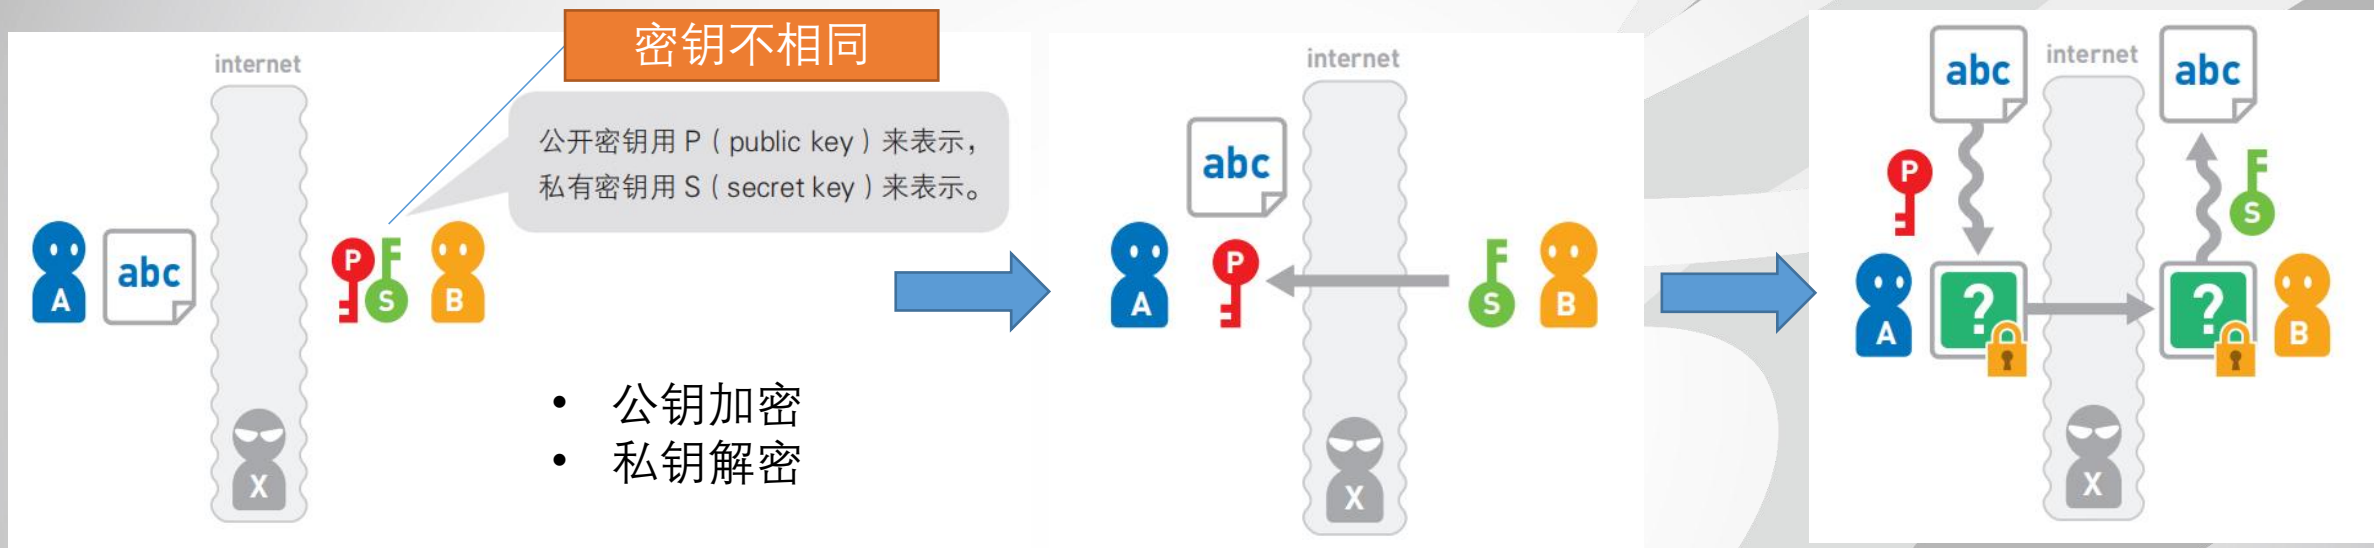 密钥不相同
internet
公开密钥用 P（public key）来表示，
私有密钥用 S（secret key）来表示。
A
abc
P
S
B
X
• 公钥加密
• 私钥解密
internet
abc
A
P
S
B
X
abc
internet
abc
P
S
A
?
?
B
X